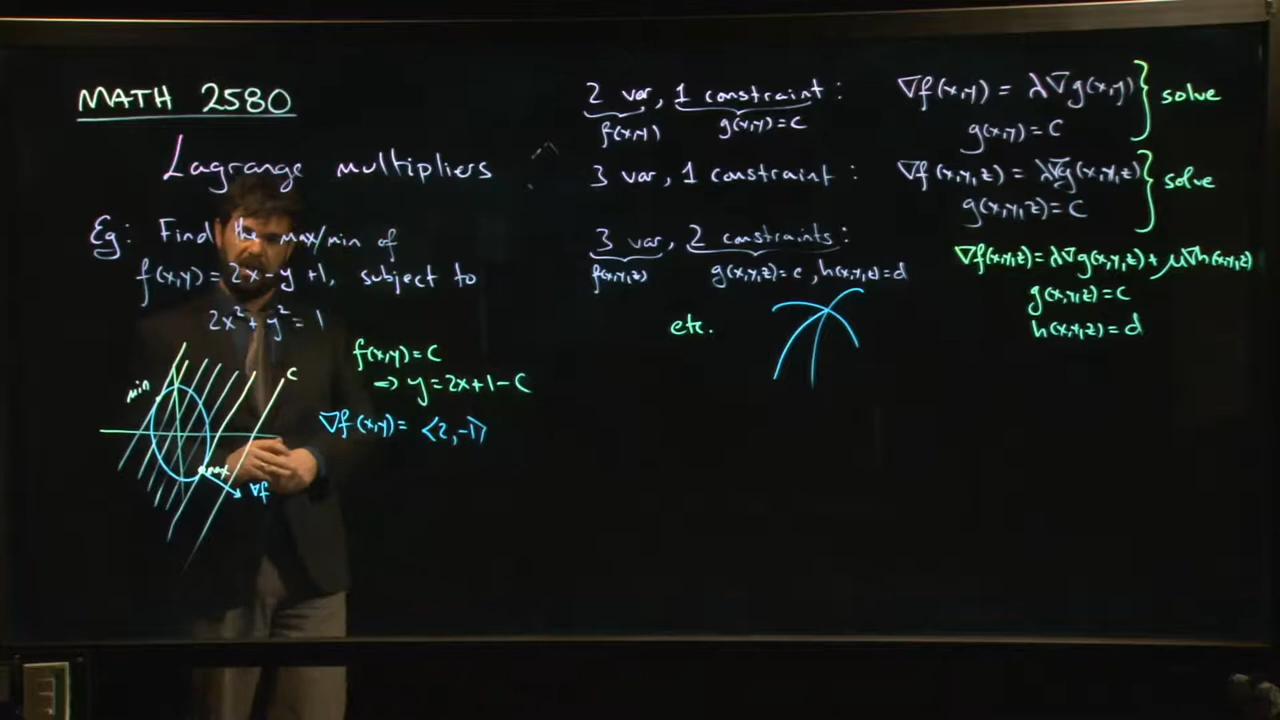 MATH 2580
Lagrange multipliers
Eg: Find the max/min of
f(x,y) = 2x - y + 1, subject to
2x² + y² = 1
f(x,y) = C
⇒ y = 2x + 1 - C
∇f(x,y) = ⟨2, -1⟩
min
C
max
∇f
2 var, 1 constraint :
f(x,y) g(x,y) = C
∇f(x,y) = λ∇g(x,y)
g(x,y) = C
} solve
3 var, 1 constraint :
∇f(x,y,z) = λ∇g(x,y,z)
g(x,y,z) = C
} solve
3 var, 2 constraints :
f(x,y,z) g(x,y,z) = c, h(x,y,z) = d
∇f(x,y,z) = λ∇g(x,y,z) + μ∇h(x,y,z)
g(x,y,z) = c
h(x,y,z) = d
etc.